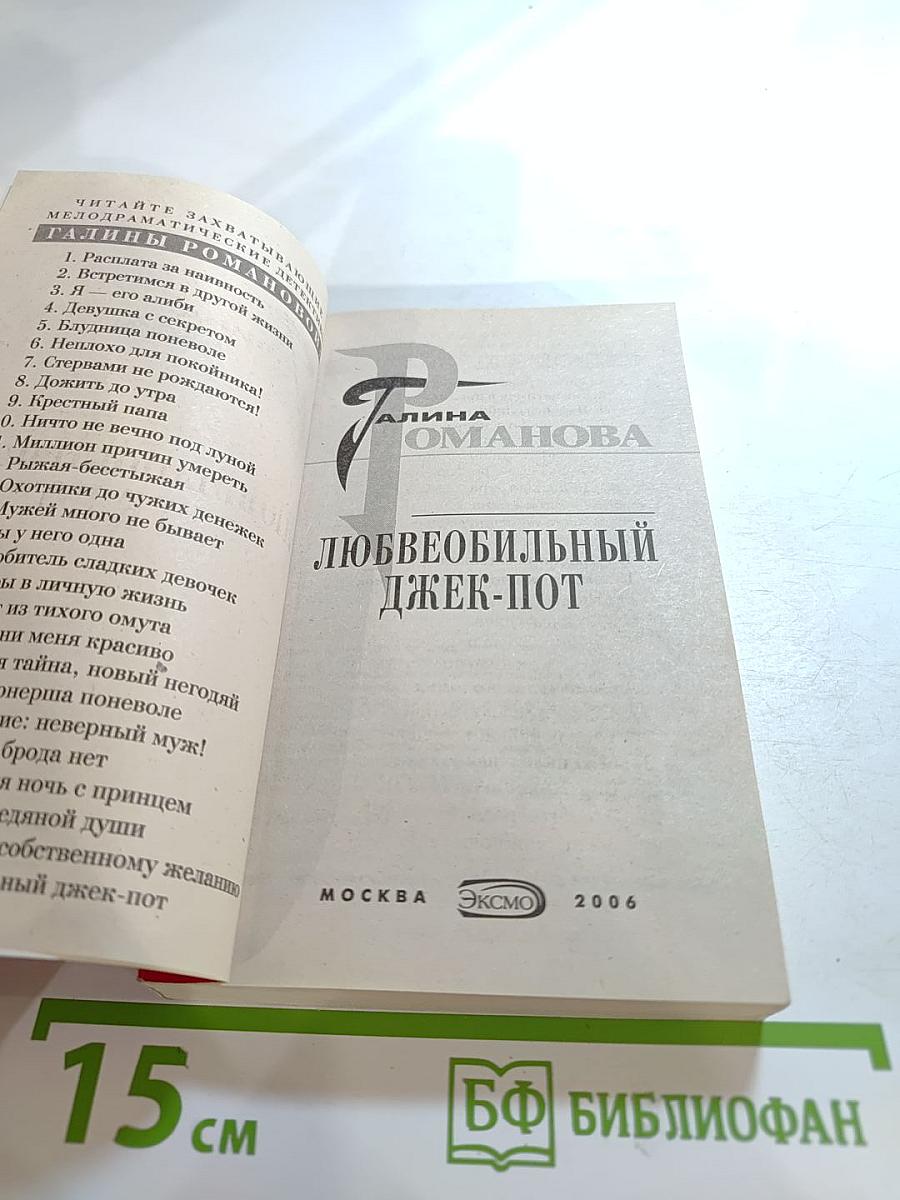 ЧИТАЙТЕ ЗАХВАТЫВАЮЩИЕ
МЕЛОДРАМАТИЧЕСКИЕ ДЕТЕКТИ
ГАЛИНЫ РОМАНОВОЙ
1. Расплата за наивность
2. Встретимся в другой жизни
3. Я — его алиби
4. Девушка с секретом
5. Блудница поневоле
6. Неплохо для покойника!
7. Стервами не рождаются!
8. Дожить до утра
9. Крестный папа
0. Ничто не вечно под луной
. Миллион причин умереть
Рыжая-бесстыжая
Охотники до чужих денежек
Мужей много не бывает
ы у него одна
юбитель сладких девочек
ы в личную жизнь
из тихого омута
ни меня красиво
я тайна, новый негодяй
онерша поневоле
ие: неверный муж!
брода нет
я ночь с принцем
едяной души
собственному желанию
ный джек-пот
ГАЛИНА
РОМАНОВА
ЛЮБВЕОБИЛЬНЫЙ
ДЖЕК-ПОТ
МОСКВА ЭКСМО 2006
15 см
БФ БИБЛИОФАН